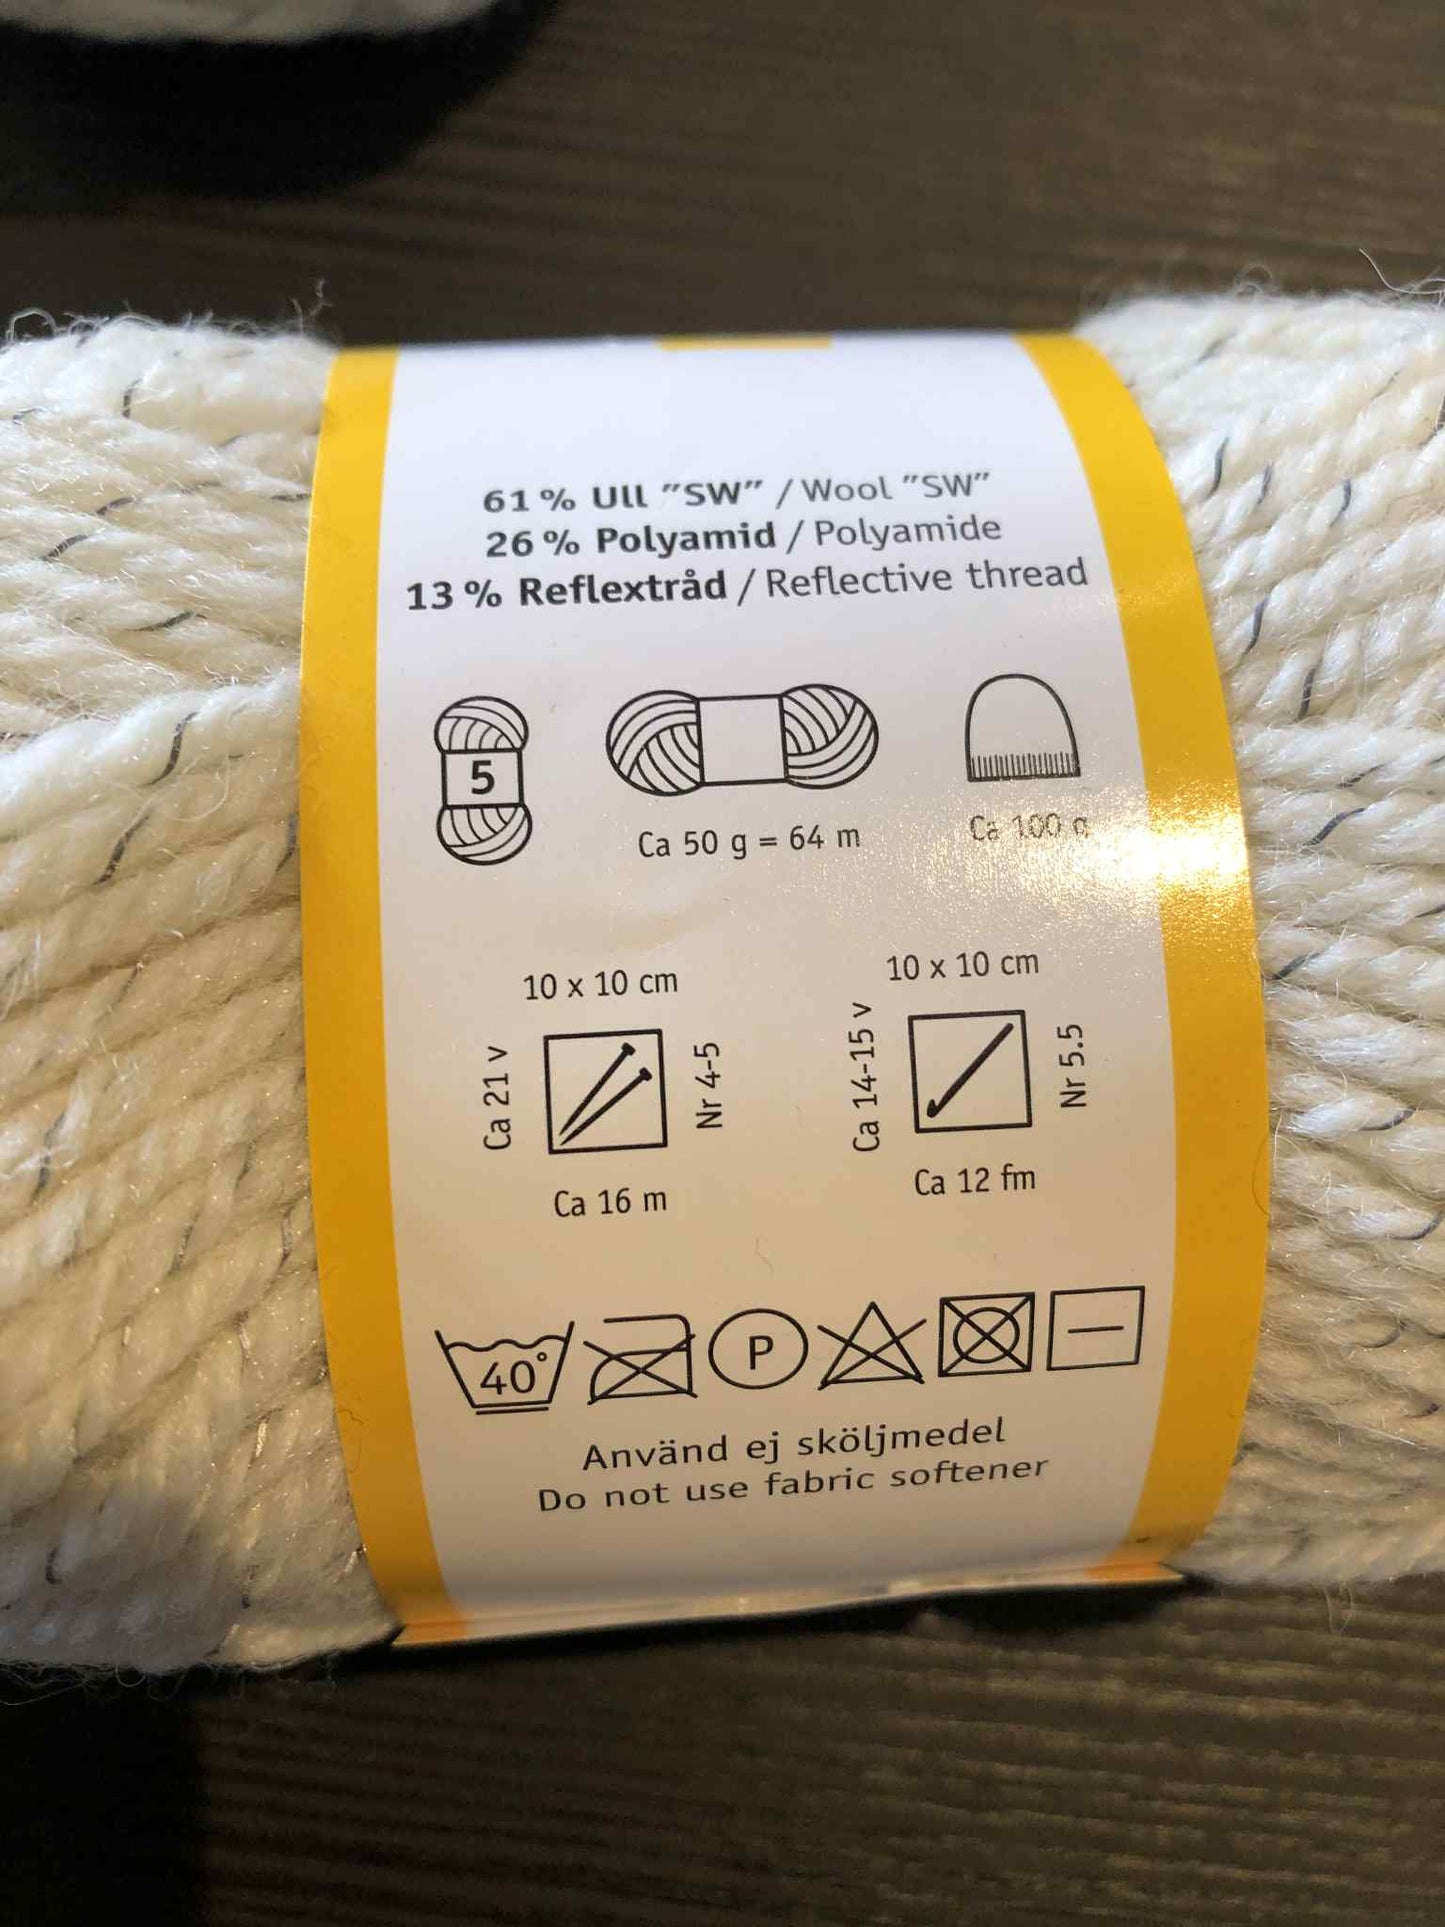 61 % Ull ”SW” / Wool ”SW”
26 % Polyamid / Polyamide
13 % Reflextråd / Reflective thread
5
Ca 50 g = 64 m
Ca 100 g
10 x 10 cm
Ca 21 v
Nr 4-5
Ca 16 m
10 x 10 cm
Ca 14-15 v
Nr 5.5
Ca 12 fm
40°
P
Använd ej sköljmedel
Do not use fabric softener